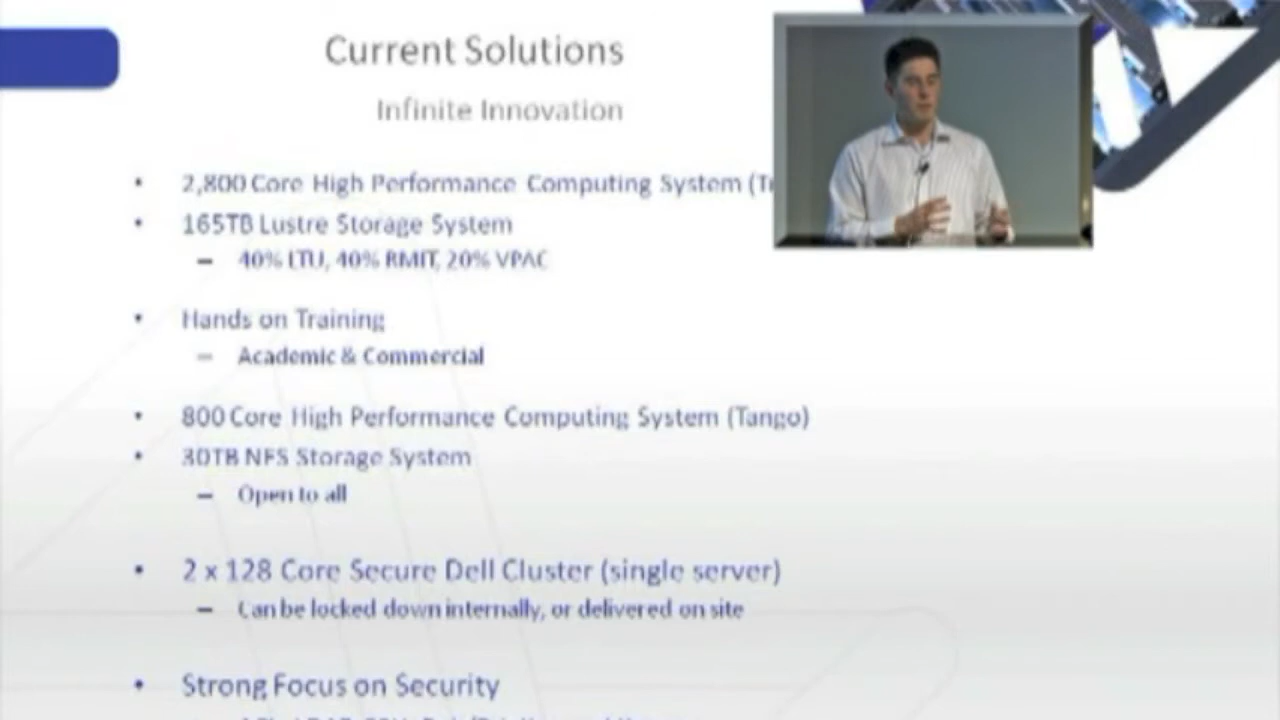 Current Solutions
Infinite Innovation
• 2,800 Core High Performance Computing System
• 165TB Lustre Storage System
– 40% LTU, 40% RMIT, 20% VPAC
• Hands on Training
– Academic & Commercial
• 800 Core High Performance Computing System (Tango)
• 30TB NFS Storage System
– Open to all
• 2 x 128 Core Secure Dell Cluster (single server)
– Can be locked down internally, or delivered on site
• Strong Focus on Security